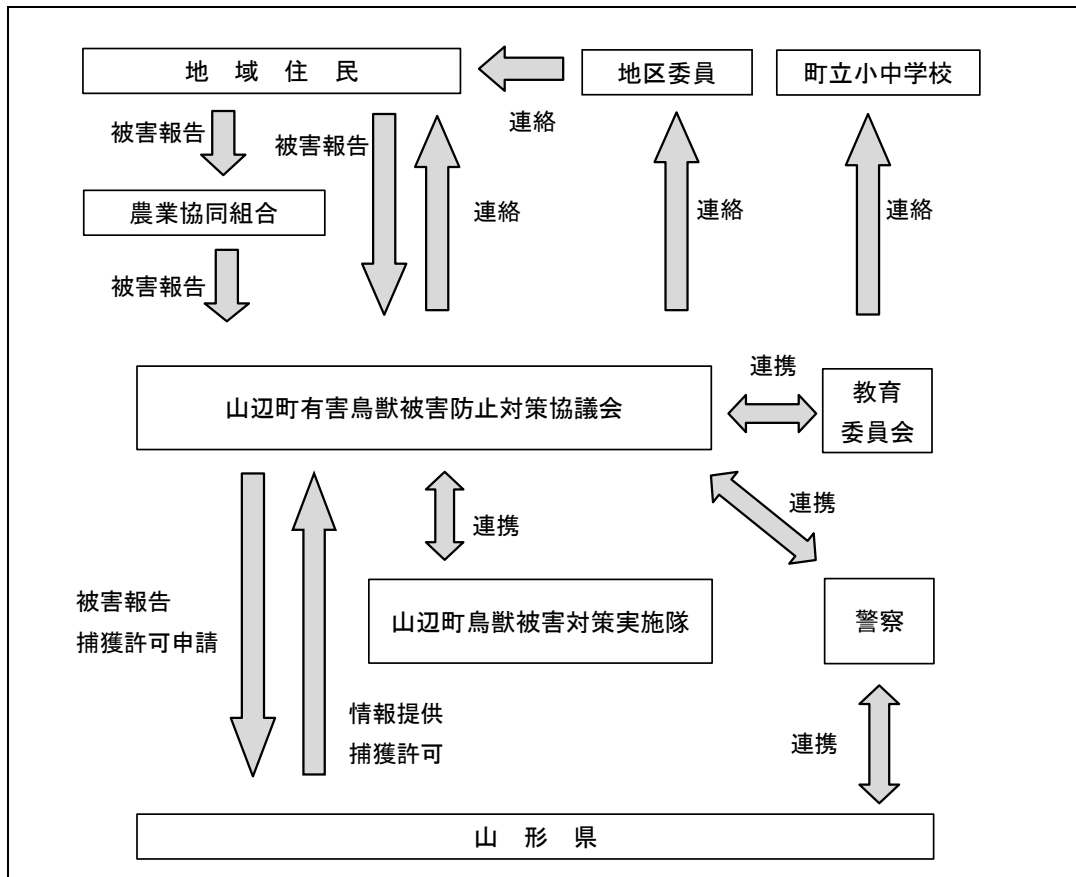 地域住民
地区委員
町立小中学校
連絡
被害報告
被害報告
農業協同組合
連絡
連絡
連絡
被害報告
連携
山辺町有害鳥獣被害防止対策協議会
教育
委員会
連携
連携
被害報告
捕獲許可申請
山辺町鳥獣被害対策実施隊
警察
情報提供
捕獲許可
連携
山形県